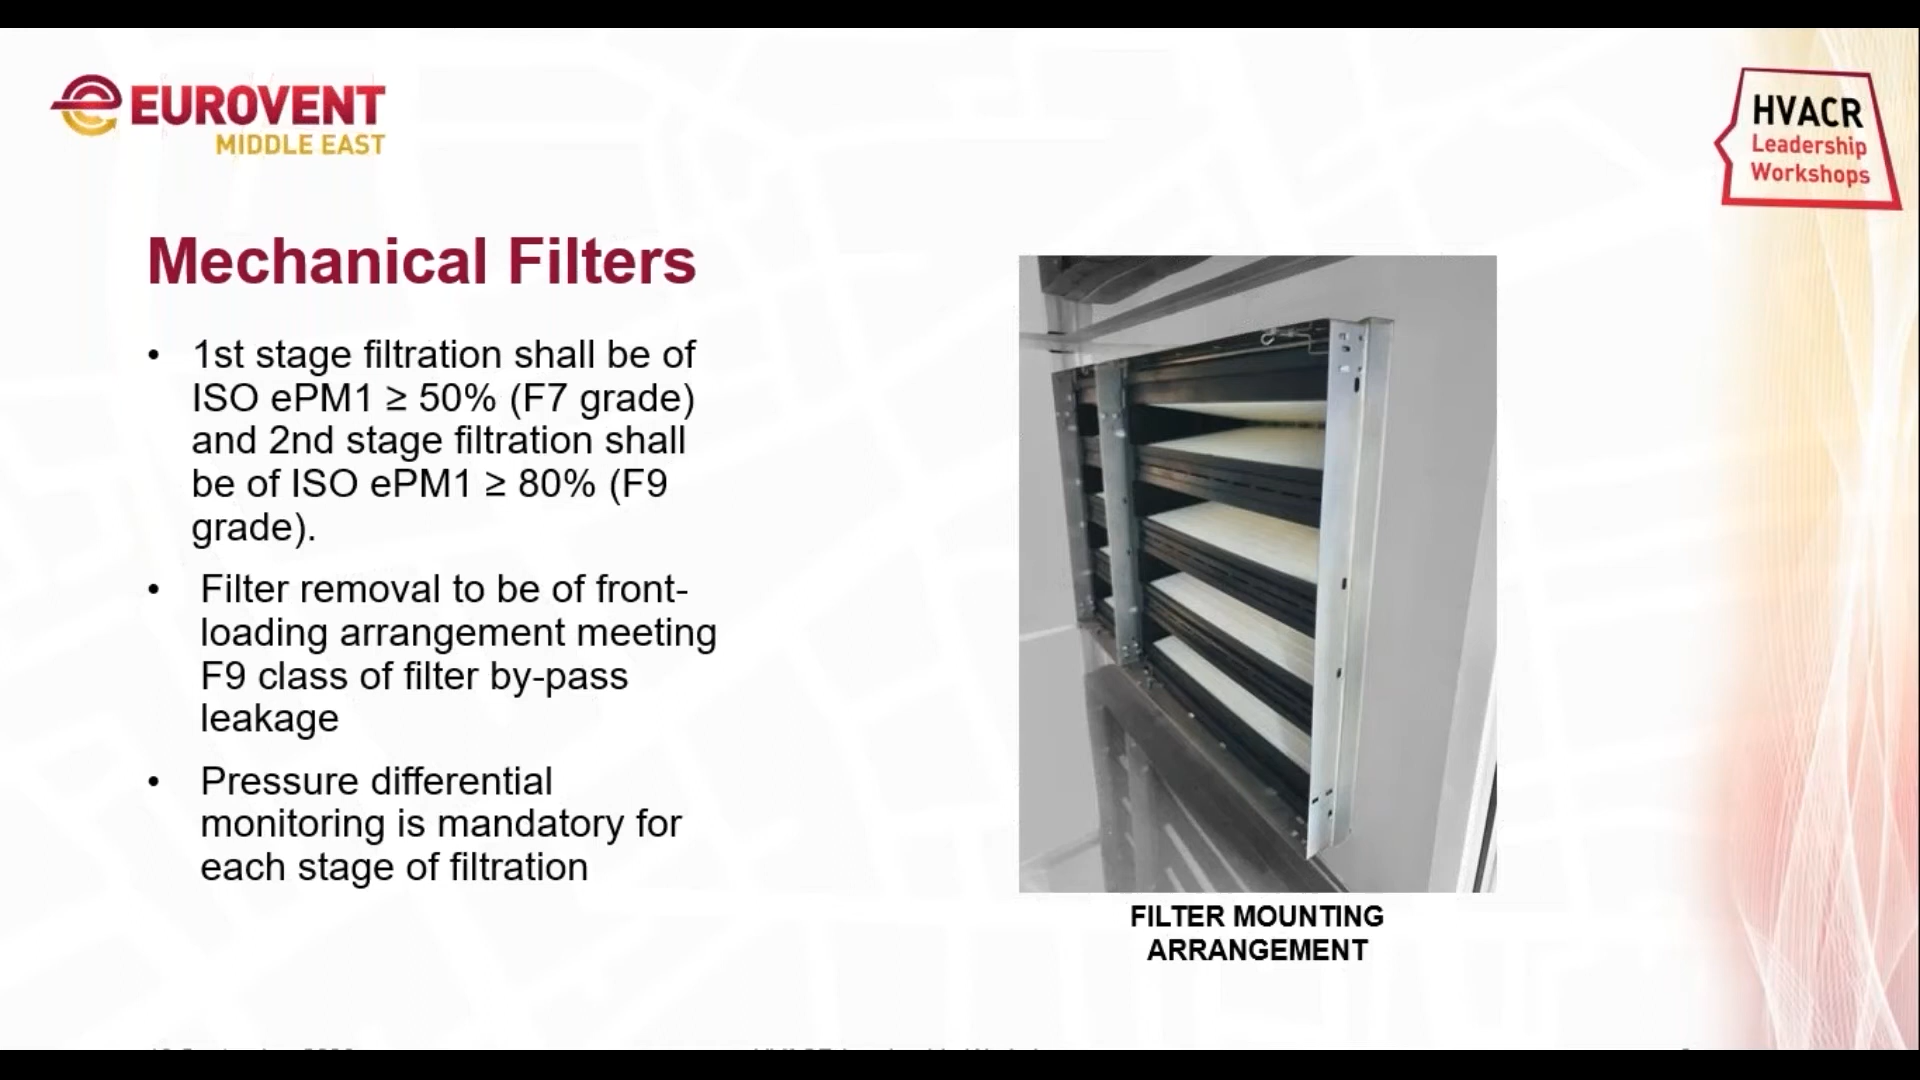 EUROVENT
MIDDLE EAST
HVACR
Leadership
Workshops
Mechanical Filters
• 1st stage filtration shall be of
ISO ePM1 ≥ 50% (F7 grade)
and 2nd stage filtration shall
be of ISO ePM1 ≥ 80% (F9
grade).
• Filter removal to be of front-
loading arrangement meeting
F9 class of filter by-pass
leakage
• Pressure differential
monitoring is mandatory for
each stage of filtration
FILTER MOUNTING
ARRANGEMENT